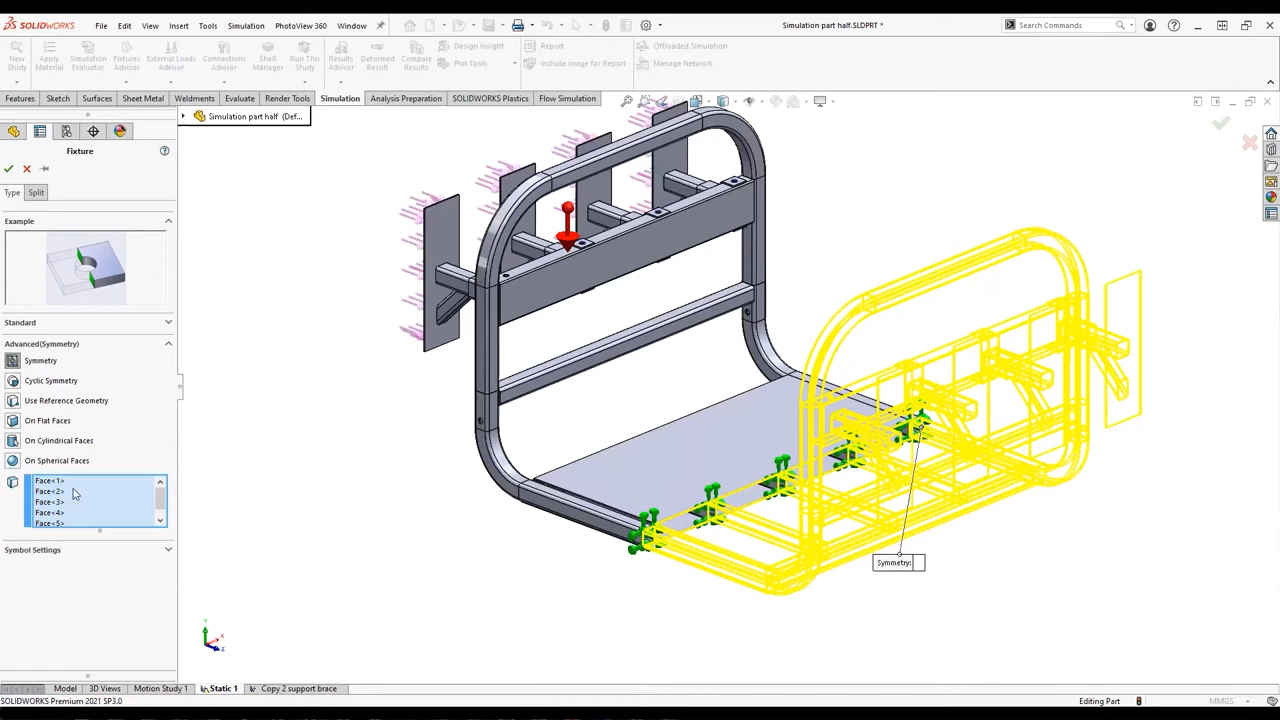 SOLIDWORKS
File Edit View Insert Tools Simulation PhotoView 360 Window
Simulation part half.SLDPRT *
Search Commands
New Study
Apply Material
Simulation Evaluator
Fixtures Advisor
External Loads Advisor
Connections Advisor
Shell Manager
Run This Study
Results Advisor
Deformed Result
Compare Results
Design Insight
Plot Tools
Report
Include Image for Report
Offloaded Simulation
Manage Network
Features Sketch Surfaces Sheet Metal Weldments Evaluate Render Tools Simulation Analysis Preparation SOLIDWORKS Plastics Flow Simulation
Simulation part half (Def...
Fixture
Type Split
Example
Standard
Advanced(Symmetry)
Symmetry
Cyclic Symmetry
Use Reference Geometry
On Flat Faces
On Cylindrical Faces
On Spherical Faces
Face<1>
Face<2>
Face<3>
Face<4>
Face<5>
Symbol Settings
Symmetry:
Y
X
Z
Model 3D Views Motion Study 1 Static 1 Copy 2 support brace
SOLIDWORKS Premium 2021 SP3.0
Editing Part
MMGS